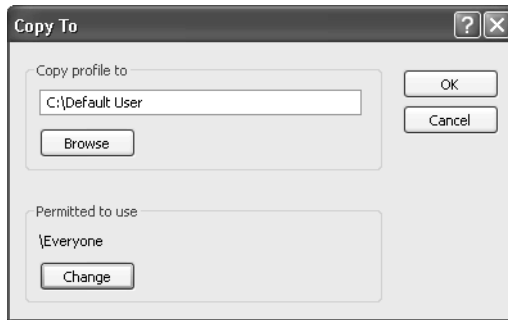 Copy To
Copy profile to
OK
C:\Default User
Cancel
Browse
Permitted to use
\Everyone
Change